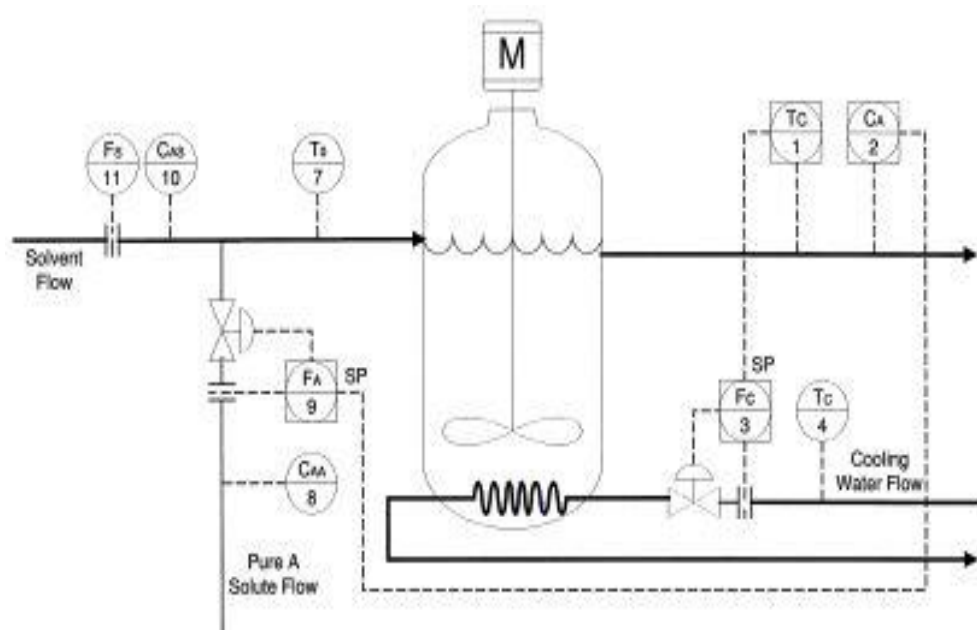 M
Fs
11
CAS
10
T0
7
TC
1
CA
2
Solvent
Flow
FA
9
SP
SP
FC
3
TC
4
CAA
8
Cooling
Water Flow
Pure A
Solute Flow